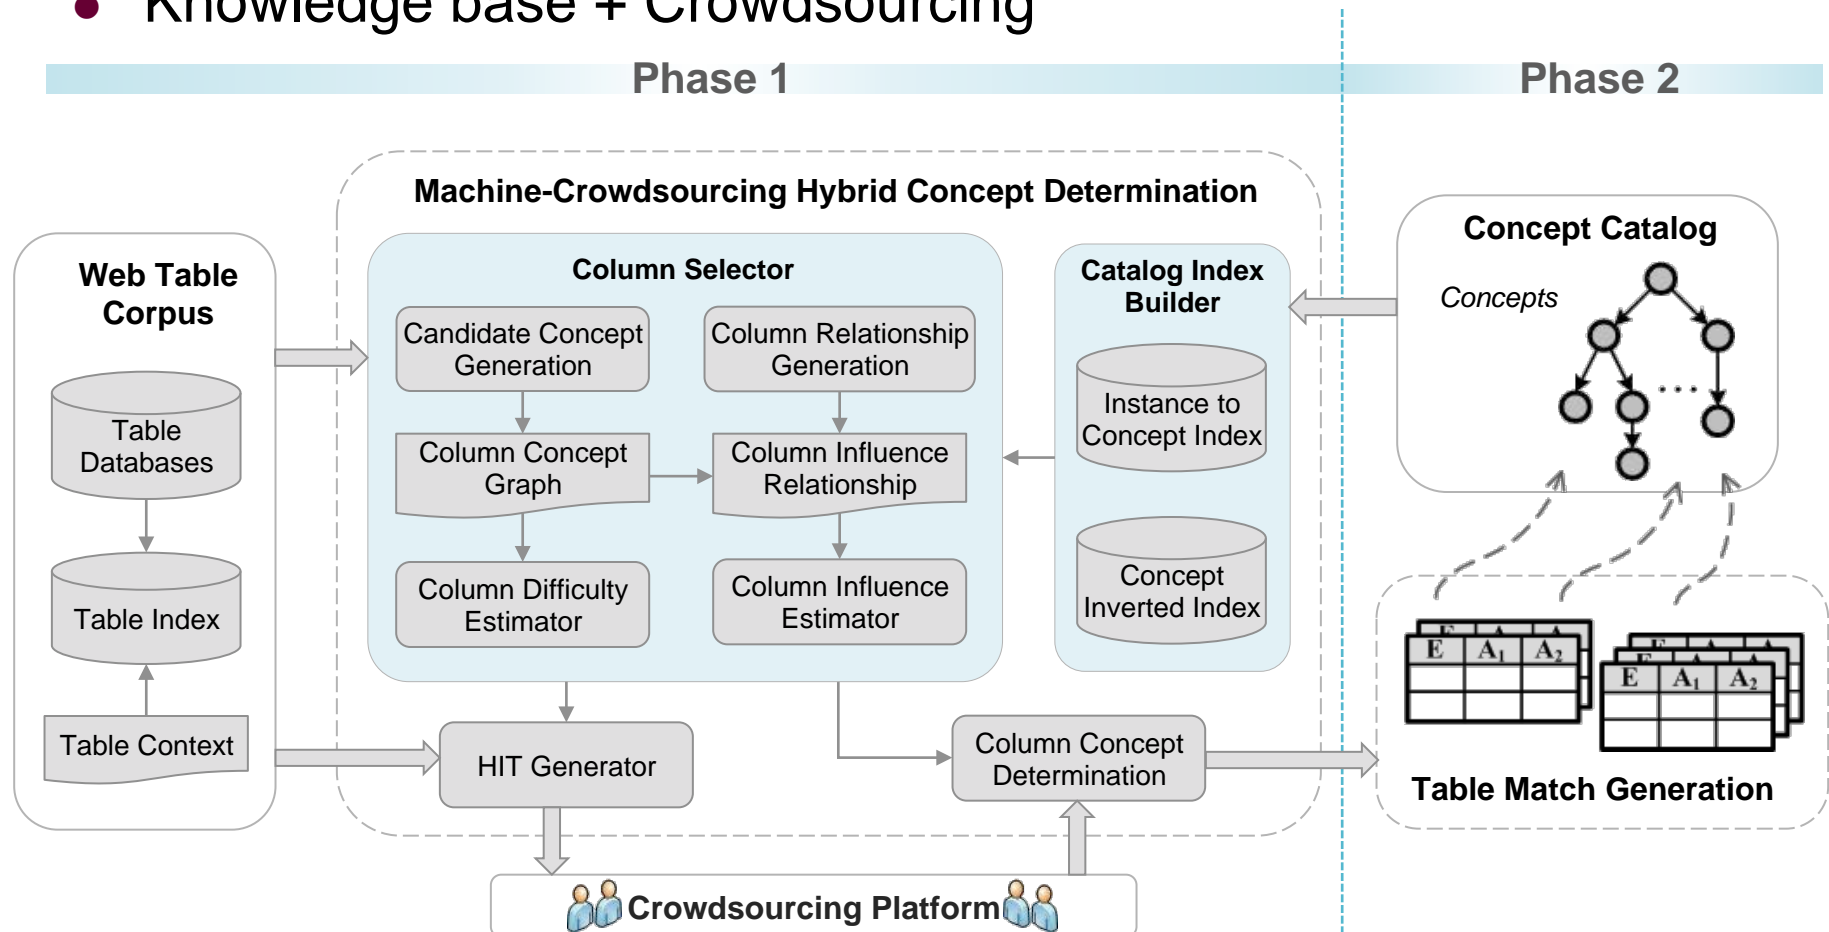 ● Knowledge base + Crowdsourcing
Phase 1
Phase 2
Machine-Crowdsourcing Hybrid Concept Determination
Web Table
Corpus
Table
Databases
Table Index
Table Context
Column Selector
Candidate Concept
Generation
Column Relationship
Generation
Column Concept
Graph
Column Influence
Relationship
Column Difficulty
Estimator
Column Influence
Estimator
Catalog Index
Builder
Instance to
Concept Index
Concept
Inverted Index
HIT Generator
Column Concept
Determination
Crowdsourcing Platform
Concept Catalog
Concepts
...
E A₁ A₂
E A₁ A₂
Table Match Generation